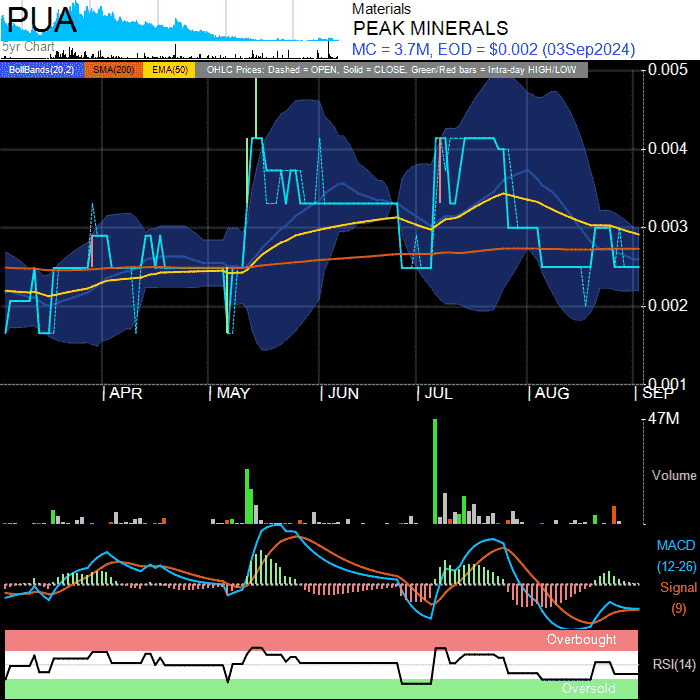 PUA
5yr Chart
Materials
PEAK MINERALS
MC = 3.7M, EOD = $0.002 (03Sep2024)
BollBands(20,2) SMA(200) EMA(50) OHLC Prices: Dashed = OPEN, Solid = CLOSE, Green/Red bars = Intra-day HIGH/LOW
0.005
0.004
0.003
0.002
0.001
APR MAY JUN JUL AUG SEP
47M
Volume
MACD
(12-26)
Signal
(9)
Overbought
RSI(14)
Oversold